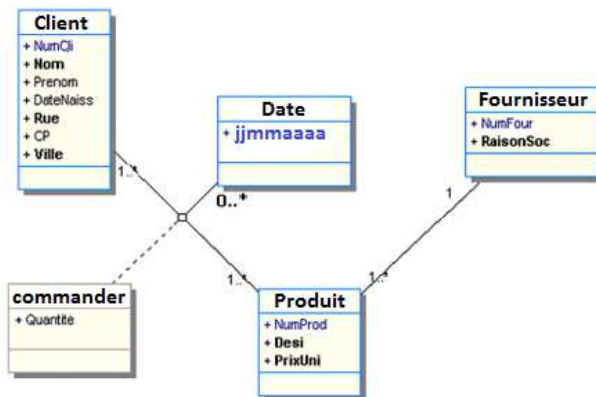 Client
+ NumCli
+ Nom
+ Prenom
+ DateNaiss
+ Rue
+ CP
+ Ville
Date
+ jjmmaaaa
Fournisseur
+ NumFour
+ RaisonSoc
1..*
0..*
1
commander
+ Quantite
1..*
1..*
Produit
+ NumProd
+ Desi
+ PrixUni